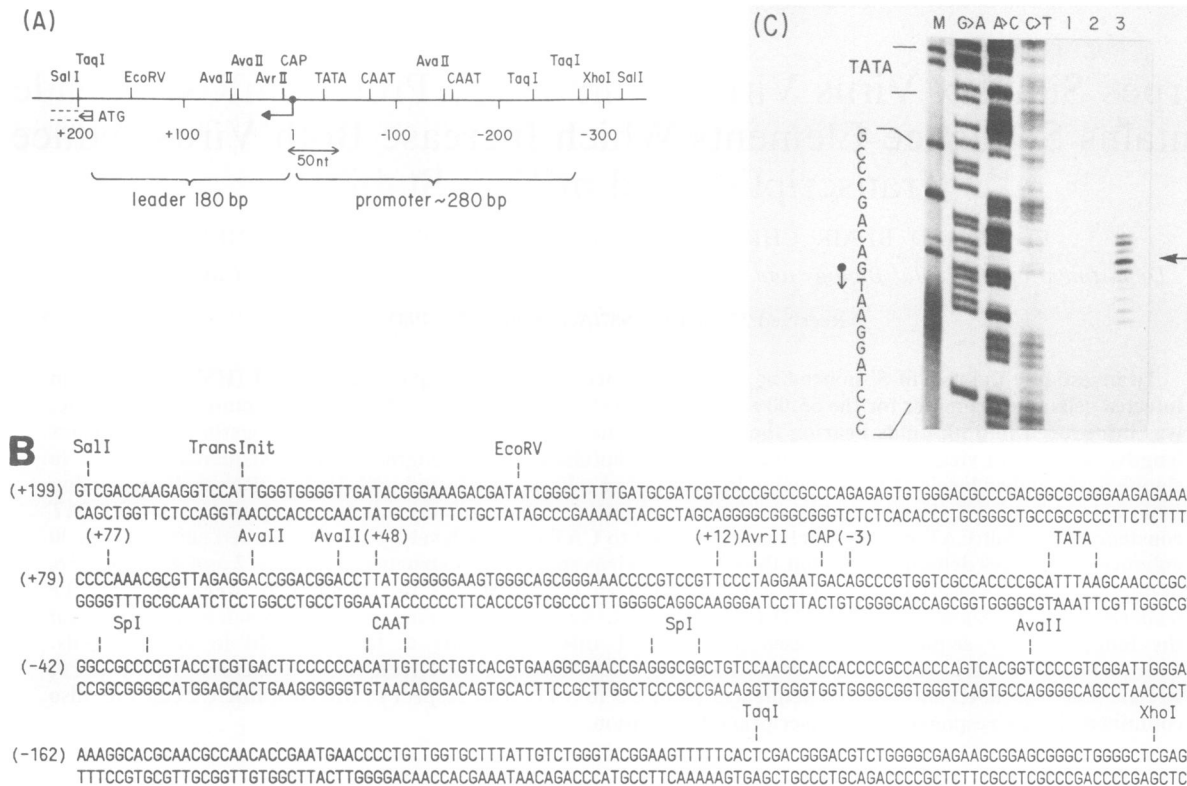 (A)
TaqI AvaII CAP AvaII TaqI
SalI EcoRV AvaII AvrII TATA CAAT CAAT TaqI XhoI SalI
ATG
+200 +100 1 -100 -200 -300
50nt
leader 180 bp promoter~280 bp
(C)
M G>A A>C C>T 1 2 3
TATA
G
C
C
C
G
A
C
A
G
T
A
A
G
G
A
T
C
C
C
B
SalI TransInit EcoRV
(+199) GTCGACCAAGAGGTCCATTGGGTGGGGTTGATACGGGAAAGACGATATCGGGCTTTTGATGCGATCGTCCCCGCCCGCCCAGAGAGTGTGGGACGCCCGACGGCGCGGGAAGAGAAA
CAGCTGGTTCTCCAGGTAACCCACCCCAACTATGCCCTTTCTGCTATAGCCCGAAAACTACGCTAGCAGGGGCGGGCGGGTCTCTCACACCCTGCGGGCTGCCGCGCCCTTCTCTTT
(+77) AvaII AvaII(+48) (+12)AvrII CAP(-3) TATA
(+79) CCCCAAACGCGTTAGAGGACCGGACGGACCTTATGGGGGGAAGTGGGCAGCGGGAAACCCCGTCCGTTCCCTAGGAATGACAGCCCGTGGTCGCCACCCCGCATTTAAGCAACCCGC
GGGGTTTGCGCAATCTCCTGGCCTGCCTGGAATACCCCCCTTCACCCGTCGCCCTTTGGGGCAGGCAAGGGATCCTTACTGTCGGGCACCAGCGGTGGGGCGTAAATTCGTTGGGCG
SpI CAAT SpI AvaII
(-42) GGCCGCCCCGTACCTCGTGACTTCCCCCCACATTGTCCCTGTCACGTGAAGGCGAACCGAGGGCGGCTGTCCAACCCACCACCCCGCCACCCAGTCACGGTCCCCGTCGGATTGGGA
CCGGCGGGGCATGGAGCACTGAAGGGGGGTGTAACAGGGACAGTGCACTTCCGCTTGGCTCCCGCCGACAGGTTGGGTGGTGGGGCGGTGGGTCAGTGCCAGGGGCAGCCTAACCCT
TaqI XhoI
(-162) AAAGGCACGCAACGCCAACACCGAATGAACCCCTGTTGGTGCTTTATTGTCTGGGTACGGAAGTTTTTCACTCGACGGGACGTCTGGGGCGAGAAGCGGAGCGGGCTGGGGCTCGAG
TTTCCGTGCGTTGCGGTTGTGGCTTACTTGGGGACAACCACGAAATAACAGACCCATGCCTTCAAAAAGTGAGCTGCCCTGCAGACCCCGCTCTTCGCCTCGCCCGACCCCGAGCTC